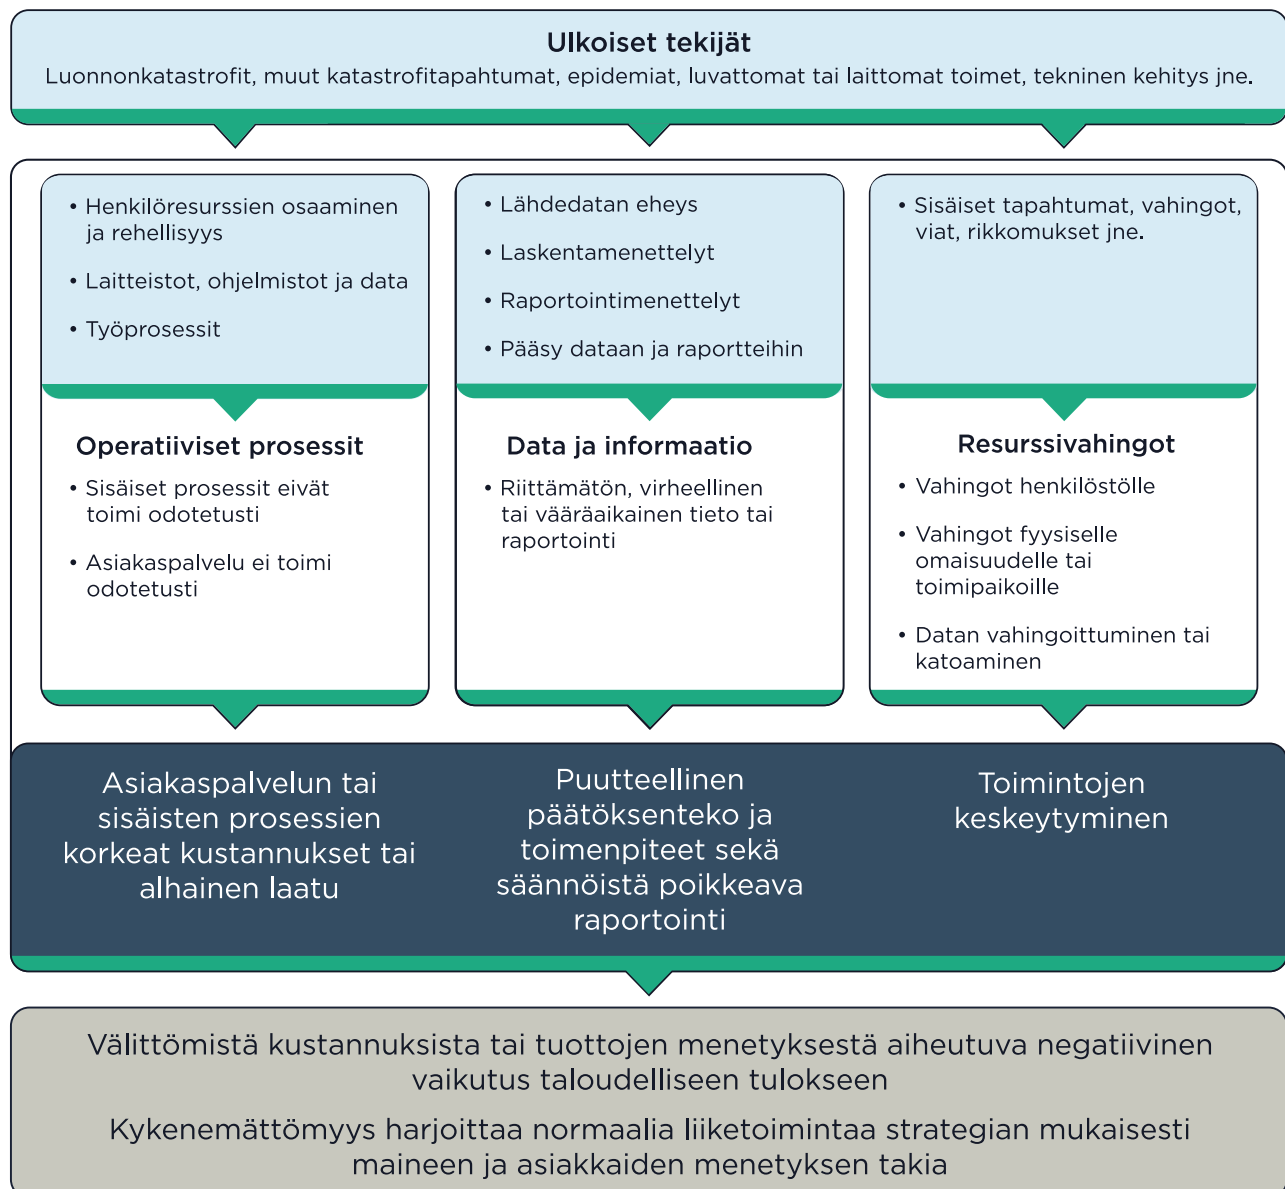 Ulkoiset tekijät
Luonnonkatastrofit, muut katastrofitapahtumat, epidemiat, luvattomat tai laittomat toimet, tekninen kehitys jne.
• Henkilöresurssien osaaminen
ja rehellisyys
• Laitteistot, ohjelmistot ja data
• Työprosessit
Operatiiviset prosessit
• Sisäiset prosessit eivät
toimi odotetusti
• Asiakaspalvelu ei toimi
odotetusti
• Lähdedatan eheys
• Laskentamenettelyt
• Raportointimenettelyt
• Pääsy dataan ja raportteihin
Data ja informaatio
• Riittämätön, virheellinen
tai vääräaikainen tieto tai
raportointi
• Sisäiset tapahtumat, vahingot,
viat, rikkomukset jne.
Resurssivahingot
• Vahingot henkilöstölle
• Vahingot fyysiselle
omaisuudelle tai
toimipaikoille
• Datan vahingoittuminen tai
katoaminen
Asiakaspalvelun tai
sisäisten prosessien
korkeat kustannukset tai
alhainen laatu
Puutteellinen
päätöksenteko ja
toimenpiteet sekä
säännöistä poikkeava
raportointi
Toimintojen
keskeytyminen
Välittömistä kustannuksista tai tuottojen menetyksestä aiheutuva negatiivinen
vaikutus taloudelliseen tulokseen
Kykenemättömyys harjoittaa normaalia liiketoimintaa strategian mukaisesti
maineen ja asiakkaiden menetyksen takia